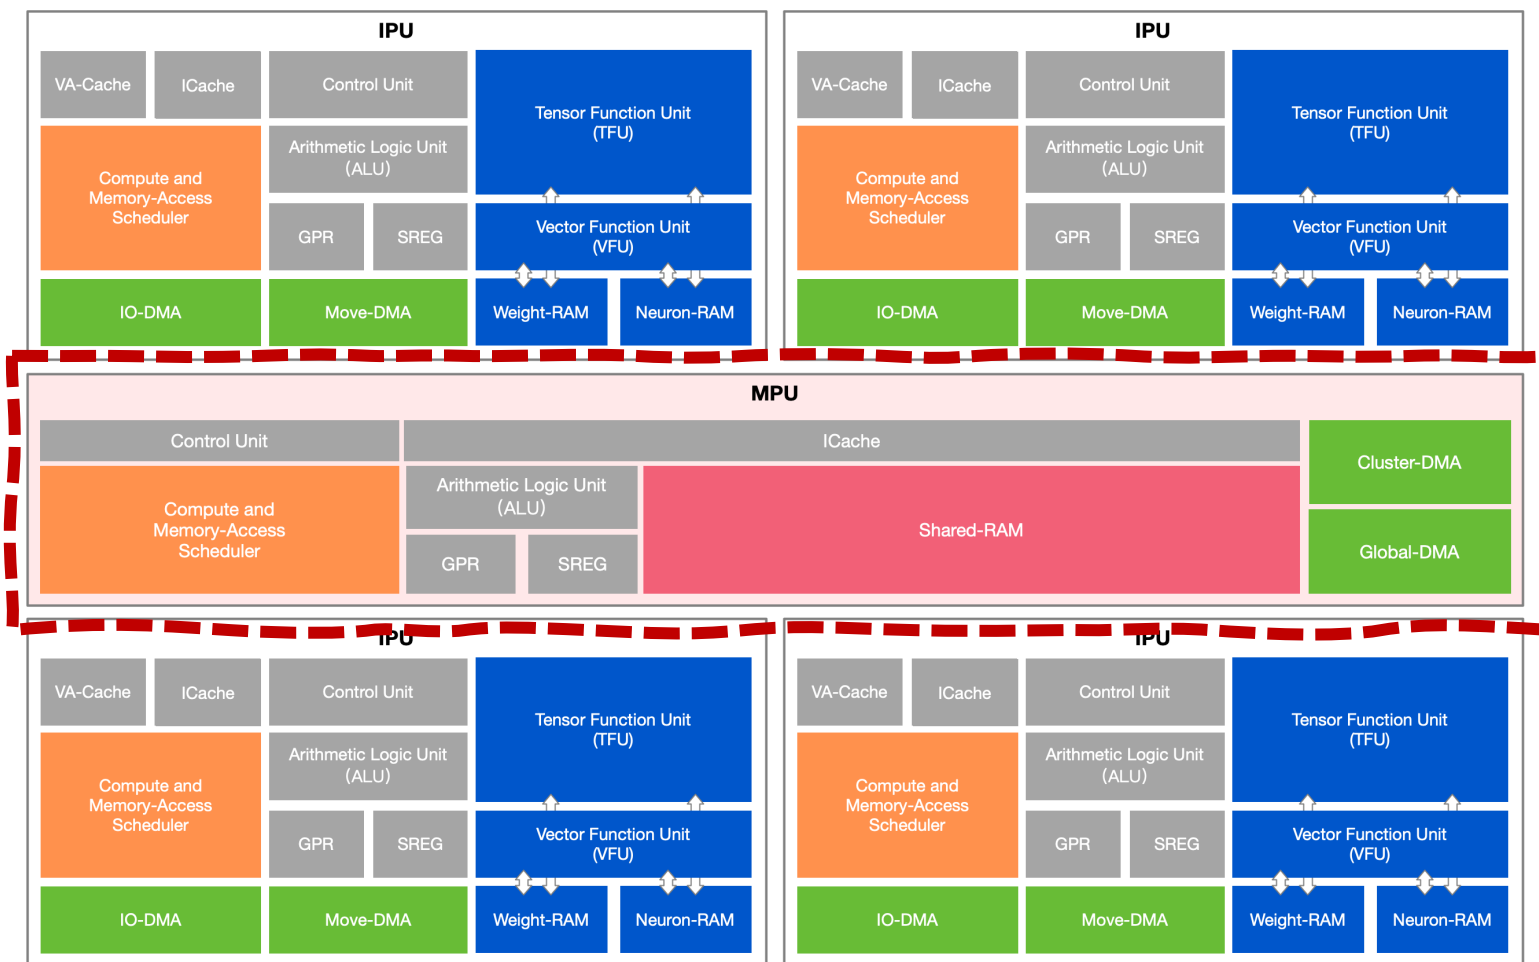 IPU
VA-Cache
ICache
Control Unit
Tensor Function Unit
(TFU)
Compute and
Memory-Access
Scheduler
Arithmetic Logic Unit
(ALU)
GPR
SREG
Vector Function Unit
(VFU)
IO-DMA
Move-DMA
Weight-RAM
Neuron-RAM
IPU
VA-Cache
ICache
Control Unit
Tensor Function Unit
(TFU)
Compute and
Memory-Access
Scheduler
Arithmetic Logic Unit
(ALU)
GPR
SREG
Vector Function Unit
(VFU)
IO-DMA
Move-DMA
Weight-RAM
Neuron-RAM
MPU
Control Unit
ICache
Cluster-DMA
Compute and
Memory-Access
Scheduler
Arithmetic Logic Unit
(ALU)
GPR
SREG
Shared-RAM
Global-DMA
IPU
VA-Cache
ICache
Control Unit
Tensor Function Unit
(TFU)
Compute and
Memory-Access
Scheduler
Arithmetic Logic Unit
(ALU)
GPR
SREG
Vector Function Unit
(VFU)
IO-DMA
Move-DMA
Weight-RAM
Neuron-RAM
IPU
VA-Cache
ICache
Control Unit
Tensor Function Unit
(TFU)
Compute and
Memory-Access
Scheduler
Arithmetic Logic Unit
(ALU)
GPR
SREG
Vector Function Unit
(VFU)
IO-DMA
Move-DMA
Weight-RAM
Neuron-RAM